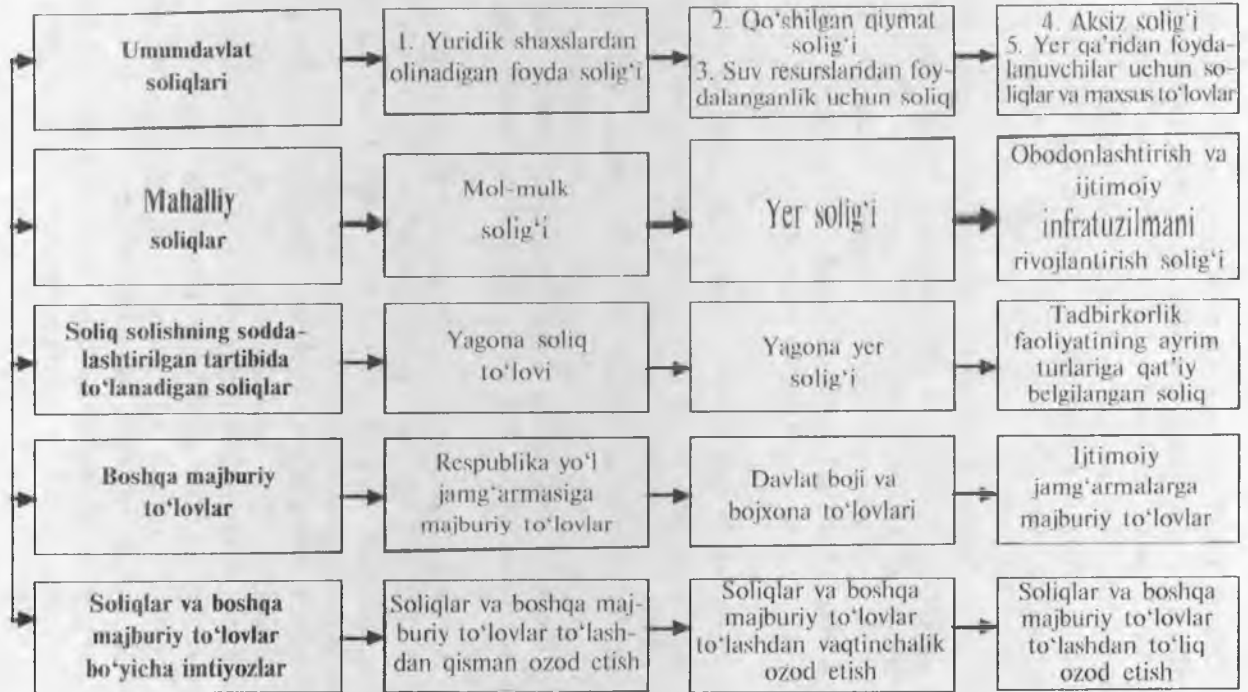 Umumdavlat
soliqlari
1. Yuridik shaxslardan
olinadigan foyda solig‘i
2. Qo‘shilgan qiymat
solig‘i
3. Suv resurslaridan foy-
dalanganlik uchun soliq
4. Aksiz solig‘i
5. Yer qa’ridan foyda-
lanuvchilar uchun so-
liqlar va maxsus to‘lovlar
Mahalliy
soliqlar
Mol-mulk
solig‘i
Yer solig‘i
Obodonlashtirish va
ijtimoiy
infratuzilmani
rivojlantirish solig‘i
Soliq solishning sodda-
lashtirilgan tartibida
to‘lanadigan soliqlar
Yagona soliq
to‘lovi
Yagona yer
solig‘i
Tadbirkorlik
faoliyatining ayrim
turlariga qat’iy
belgilangan soliq
Boshqa majburiy
to‘lovlar
Respublika yo‘l
jamg‘armasiga
majburiy to‘lovlar
Davlat boji va
bojxona to‘lovlari
Ijtimoiy
jamg‘armalarga
majburiy to‘lovlar
Soliqlar va boshqa
majburiy to‘lovlar
bo‘yicha imtiyozlar
Soliqlar va boshqa maj-
buriy to‘lovlar to‘lash-
dan qisman ozod etish
Soliqlar va boshqa
majburiy to‘lovlar
to‘lashdan vaqtinchalik
ozod etish
Soliqlar va boshqa
majburiy to‘lovlar
to‘lashdan to‘liq
ozod etish